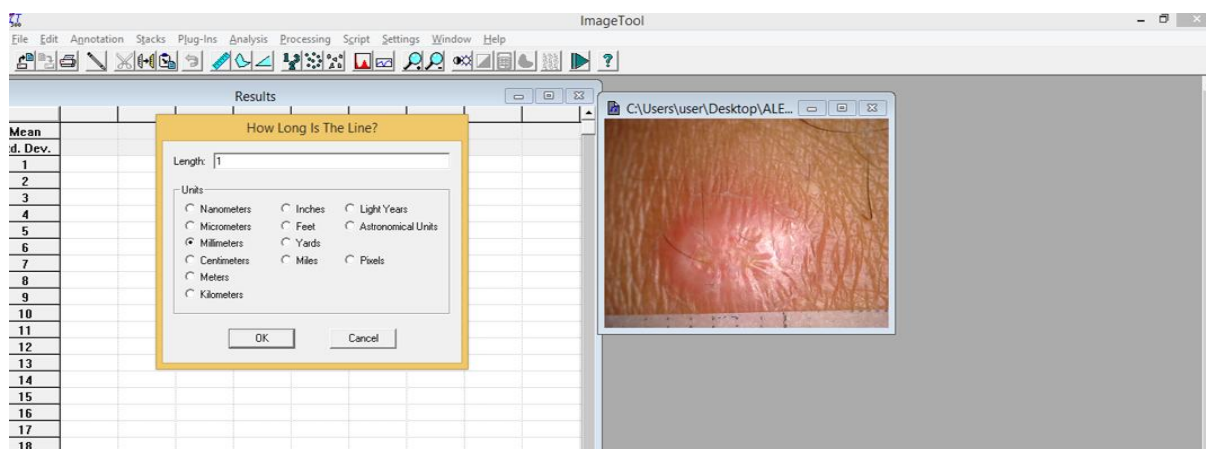 ImageTool
File Edit Annotation Stacks Plug-Ins Analysis Processing Script Settings Window Help
Results
Mean
td. Dev.
1
2
3
4
5
6
7
8
9
10
11
12
13
14
15
16
17
18
How Long Is The Line?
Length: 1
Units
Nanometers Inches Light Years
Micrometers Feet Astronomical Units
Millimeters Yards
Centimeters Miles Pixels
Meters
Kilometers
OK Cancel
C:\Users\user\Desktop\ALE...